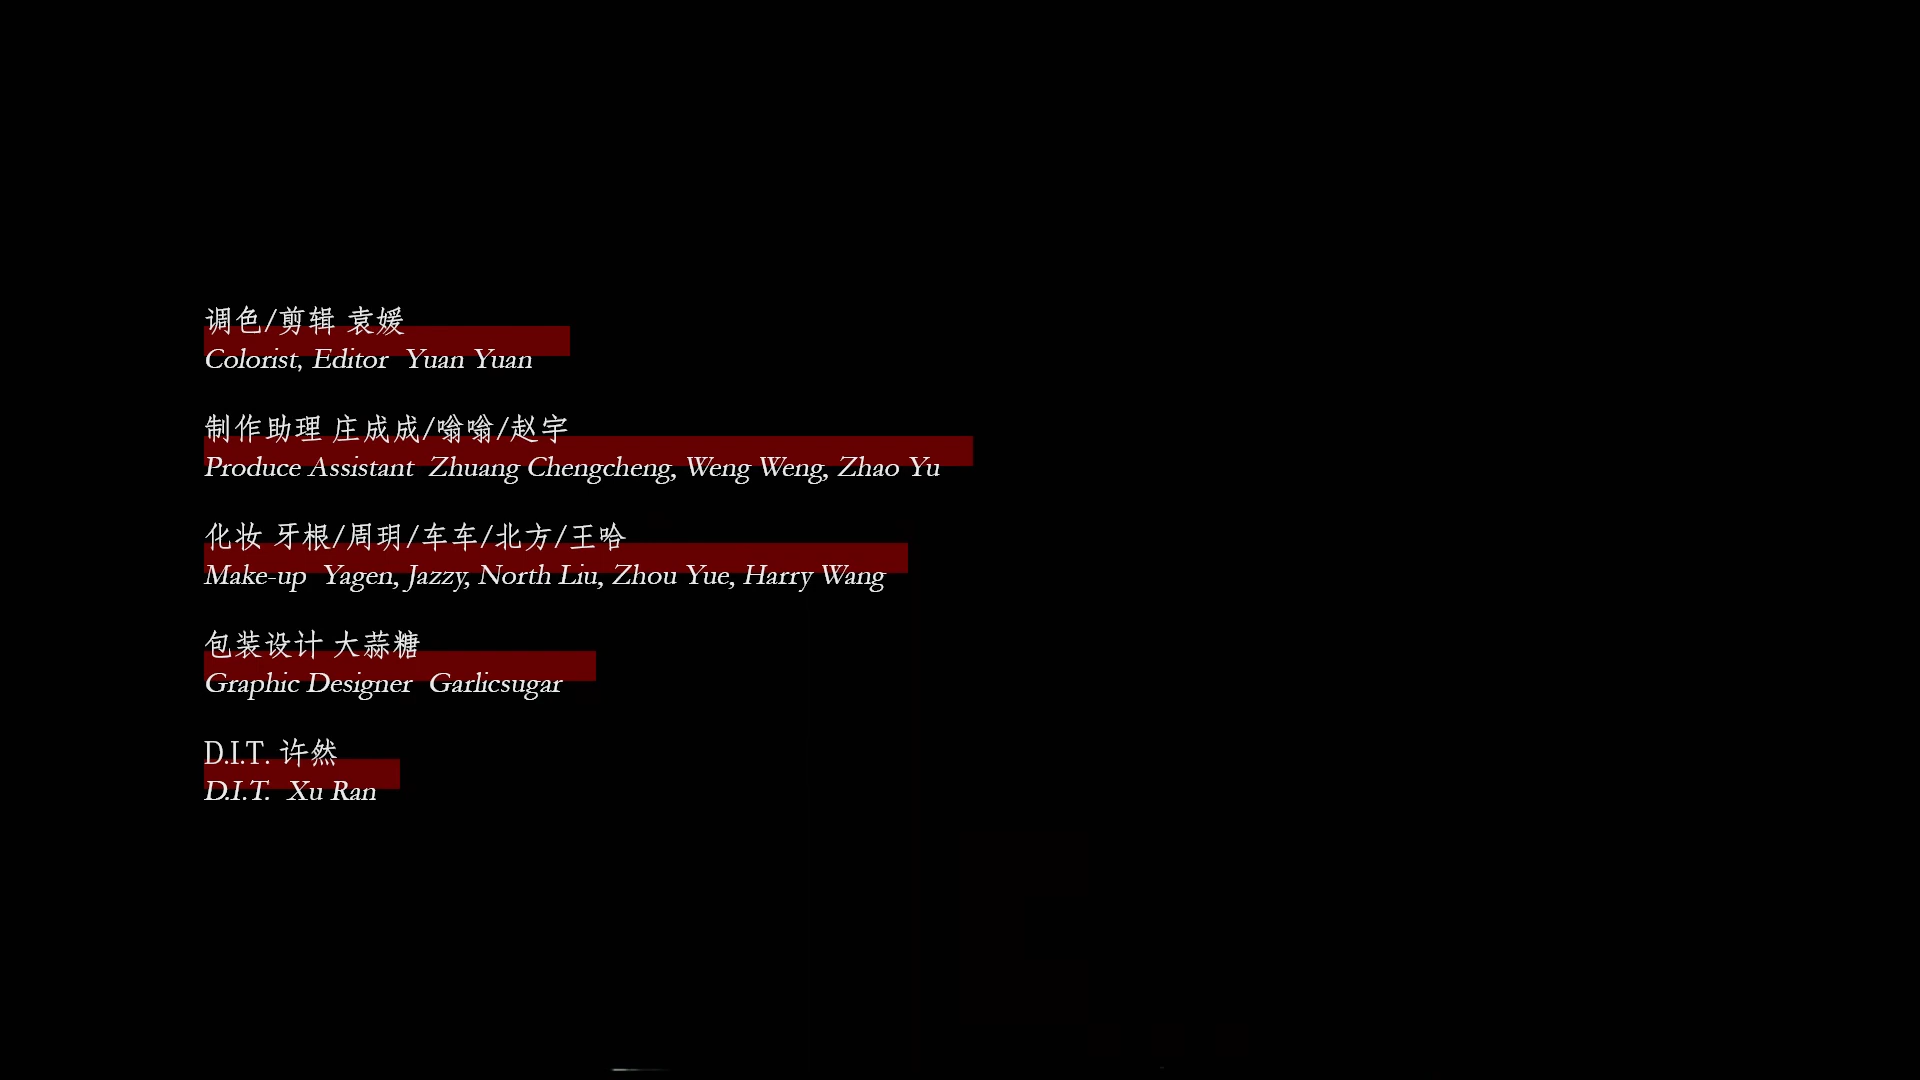 调色/剪辑 袁媛
Colorist, Editor  Yuan Yuan
制作助理 庄成成/嗡嗡/赵宇
Produce Assistant  Zhuang Chengcheng, Weng Weng, Zhao Yu
化妆 牙根/周玥/车车/北方/王哈
Make-up  Yagen, Jazzy, North Liu, Zhou Yue, Harry Wang
包装设计 大蒜糖
Graphic Designer  Garlicsugar
D.I.T. 许然
D.I.T.  Xu Ran